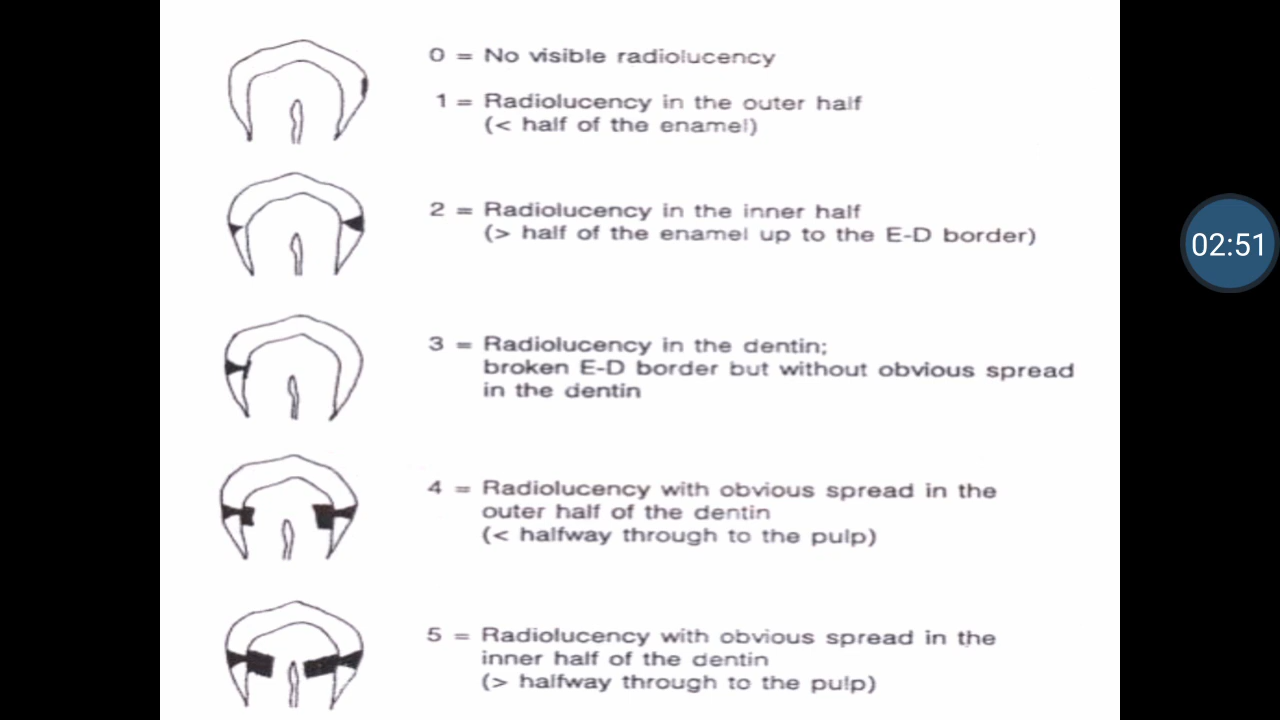 0 = No visible radiolucency
1 = Radiolucency in the outer half
(< half of the enamel)
2 = Radiolucency in the inner half
(> half of the enamel up to the E-D border)
02:51
3 = Radiolucency in the dentin;
broken E-D border but without obvious spread
in the dentin
4 = Radiolucency with obvious spread in the
outer half of the dentin
(< halfway through to the pulp)
5 = Radiolucency with obvious spread in the
inner half of the dentin
(> halfway through to the pulp)